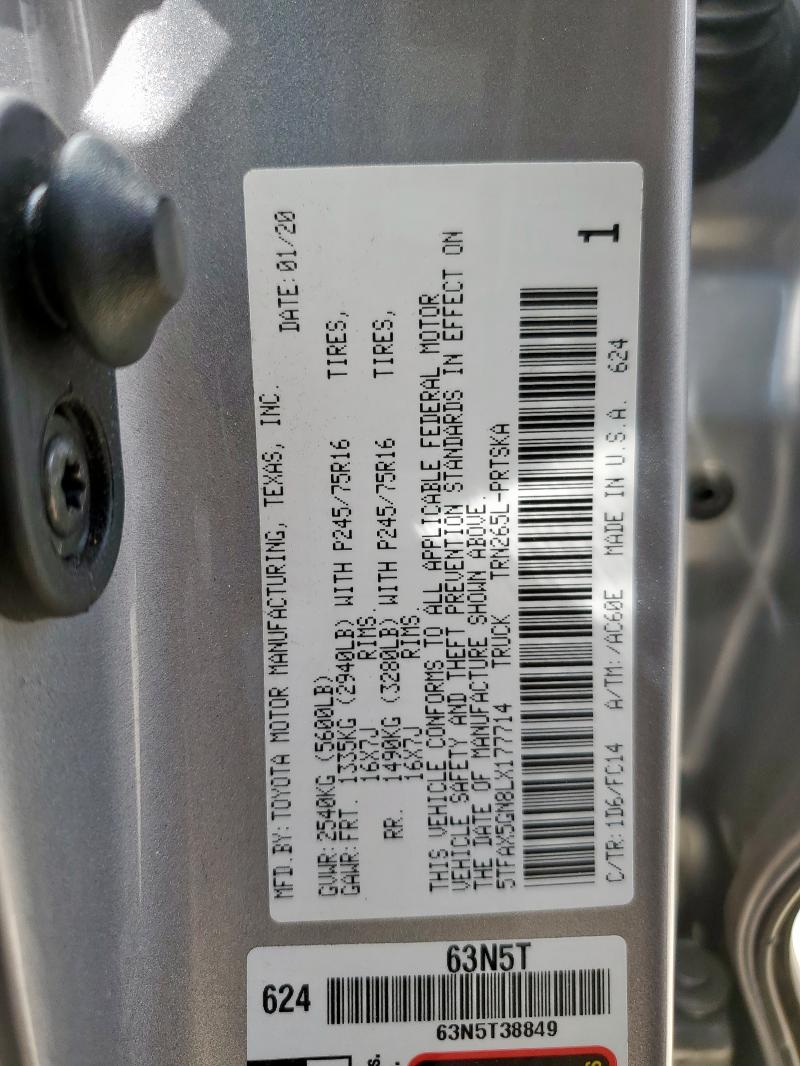 MFD. BY: TOYOTA MOTOR MANUFACTURING, TEXAS, INC.
DATE: 01/20
GVWR: 2540KG (5600LB)
GAWR: FRT. 1335KG (2940LB) WITH P245/75R16 TIRES,
16X7J RIMS.
RR. 1490KG (3280LB) WITH P245/75R16 TIRES,
16X7J RIMS.
THIS VEHICLE CONFORMS TO ALL APPLICABLE FEDERAL MOTOR
VEHICLE SAFETY AND THEFT PREVENTION STANDARDS IN EFFECT ON
THE DATE OF MANUFACTURE SHOWN ABOVE.
5TFAX5GN8LX177714 TRUCK TRN265L-PRTSKA
1
C/TR: 1D6/FC14 A/TM: /AC60E MADE IN U.S.A. 624
63N5T
624
63N5T38849